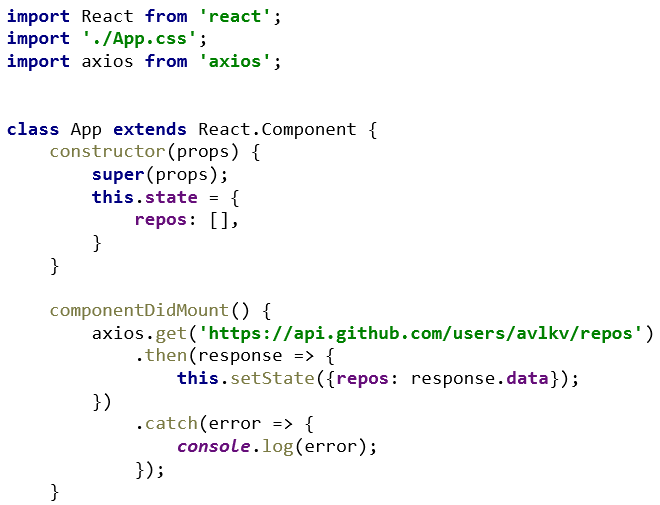 import React from 'react';
import './App.css';
import axios from 'axios';
class App extends React.Component {
    constructor(props) {
        super(props);
        this.state = {
            repos: [],
        }
    }
    componentDidMount() {
        axios.get('https://api.github.com/users/avlkv/repos')
            .then(response => {
                this.setState({repos: response.data});
        })
            .catch(error => {
                console.log(error);
            });
    }